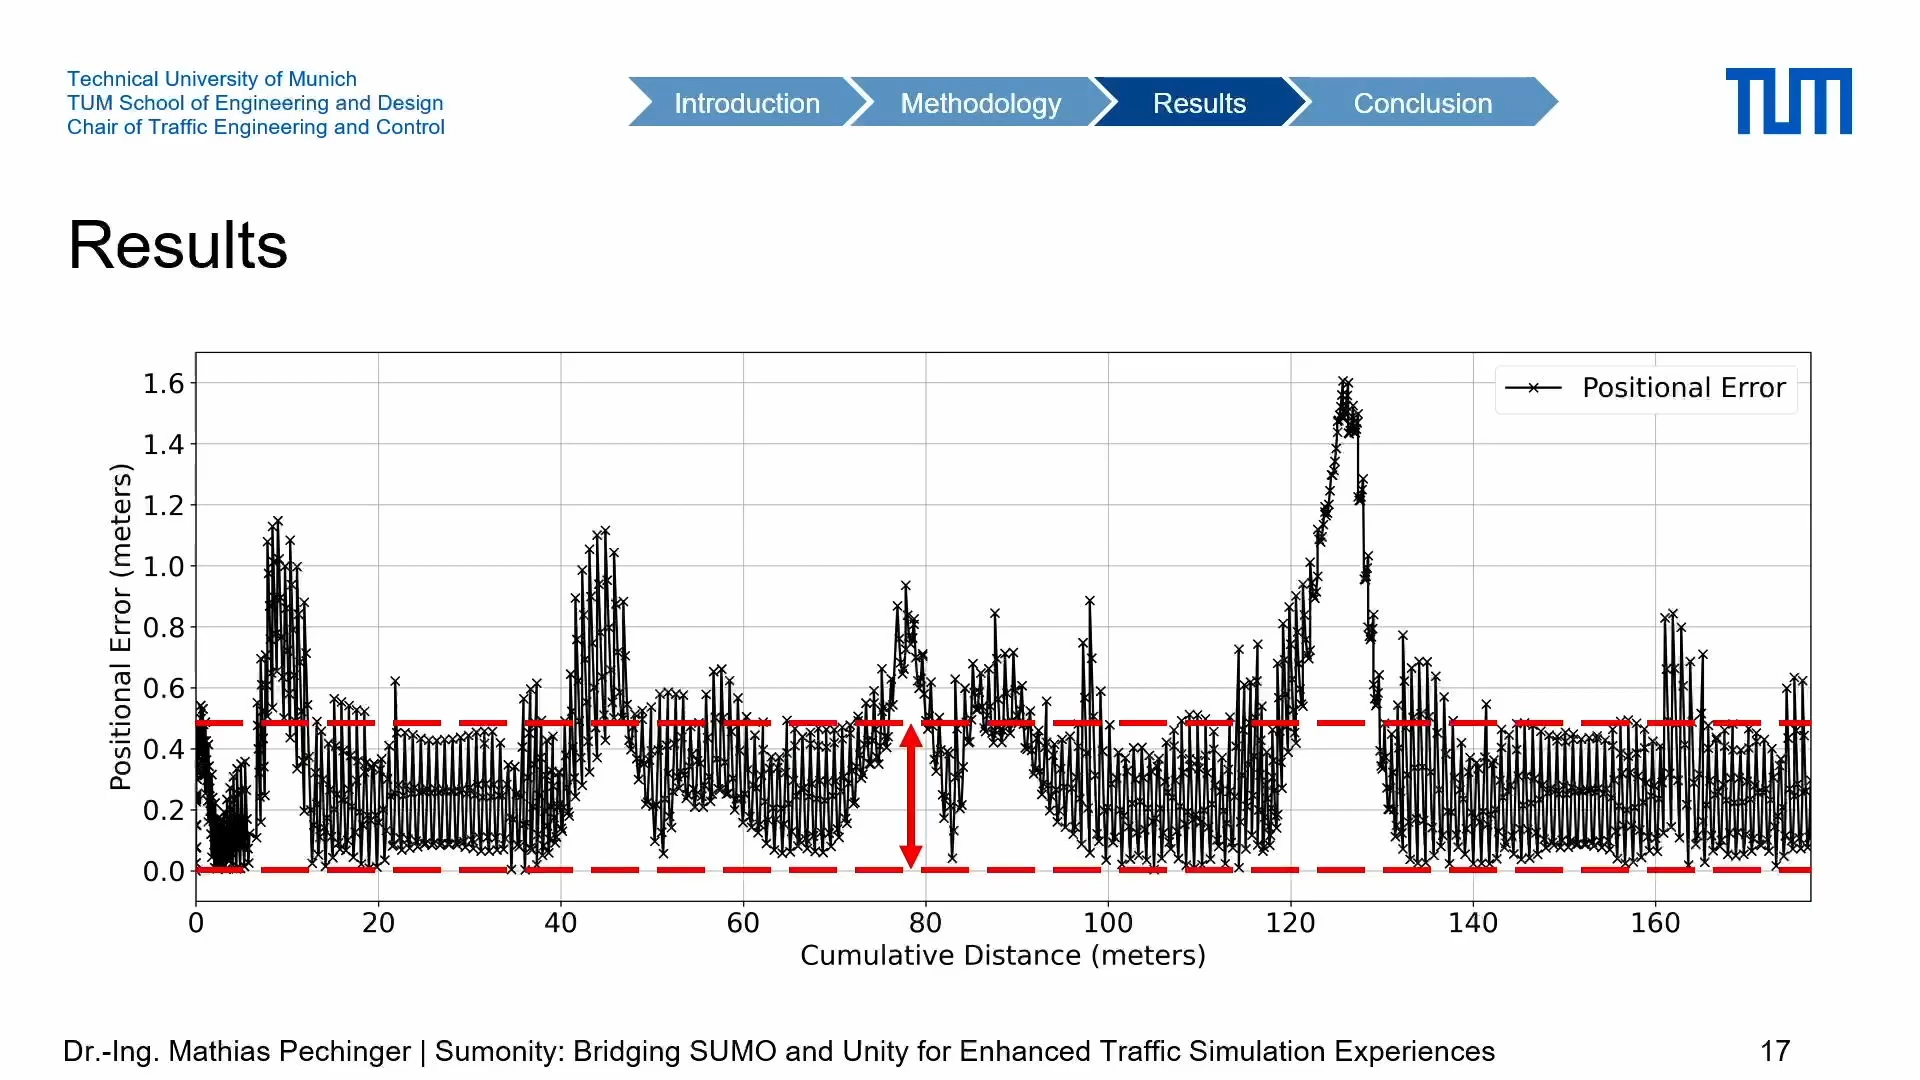 Technical University of Munich
TUM School of Engineering and Design
Chair of Traffic Engineering and Control
Introduction
Methodology
Results
Conclusion
TUM
Results
Positional Error
Positional Error (meters)
1.6
1.4
1.2
1.0
0.8
0.6
0.4
0.2
0.0
0 20 40 60 80 100 120 140 160
Cumulative Distance (meters)
Dr.-Ing. Mathias Pechinger | Sumonity: Bridging SUMO and Unity for Enhanced Traffic Simulation Experiences
17